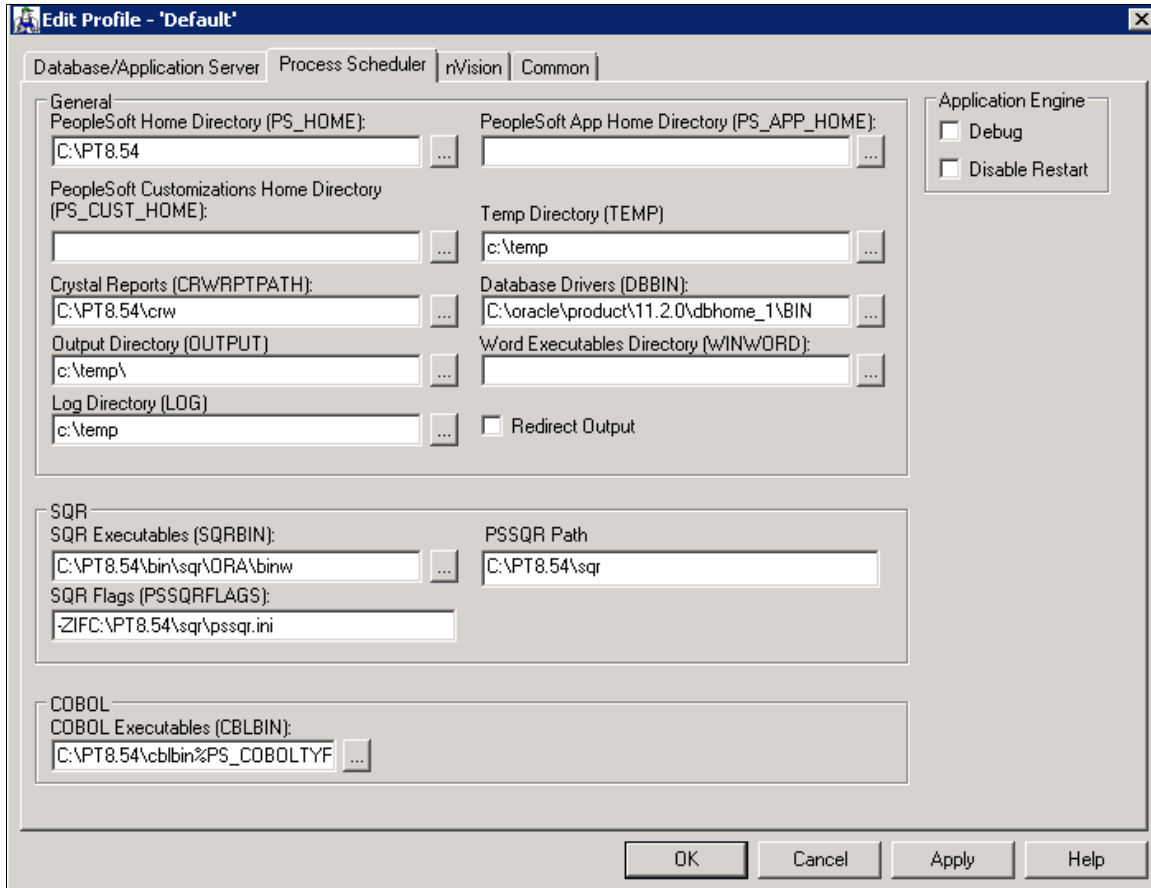 Edit Profile - 'Default'
Database/Application Server Process Scheduler nVision Common
General
PeopleSoft Home Directory (PS_HOME):
C:\PT8.54
...
PeopleSoft App Home Directory (PS_APP_HOME):
...
PeopleSoft Customizations Home Directory
(PS_CUST_HOME):
...
Temp Directory (TEMP)
c:\temp
...
Crystal Reports (CRWRPTPATH):
C:\PT8.54\crw
...
Database Drivers (DBBIN):
C:\oracle\product\11.2.0\dbhome_1\BIN
...
Output Directory (OUTPUT)
c:\temp\
...
Word Executables Directory (WINWORD):
...
Log Directory (LOG)
c:\temp
...
Redirect Output
Application Engine
Debug
Disable Restart
SQR
SQR Executables (SQRBIN):
C:\PT8.54\bin\sqr\ORA\binw
...
PSSQR Path
C:\PT8.54\sqr
SQR Flags (PSSQRFLAGS):
-ZIFC:\PT8.54\sqr\pssqr.ini
COBOL
COBOL Executables (CBLBIN):
C:\PT8.54\cblbin%PS_COBOLTYF
...
OK Cancel Apply Help